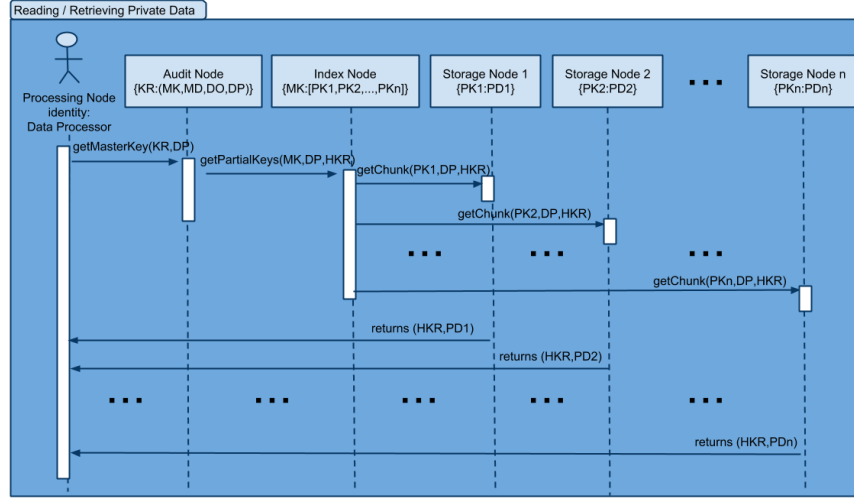 Reading / Retrieving Private Data
Processing Node
identity:
Data Processor
Audit Node
{KR:(MK,MD,DO,DP)}
Index Node
{MK:[PK1,PK2,...,PKn]}
Storage Node 1
{PK1:PD1}
Storage Node 2
{PK2:PD2}
Storage Node n
{PKn:PDn}
getMasterKey(KR,DP)
getPartialKeys(MK,DP,HKR)
getChunk(PK1,DP,HKR)
getChunk(PK2,DP,HKR)
getChunk(PKn,DP,HKR)
returns (HKR,PD1)
returns (HKR,PD2)
returns (HKR,PDn)